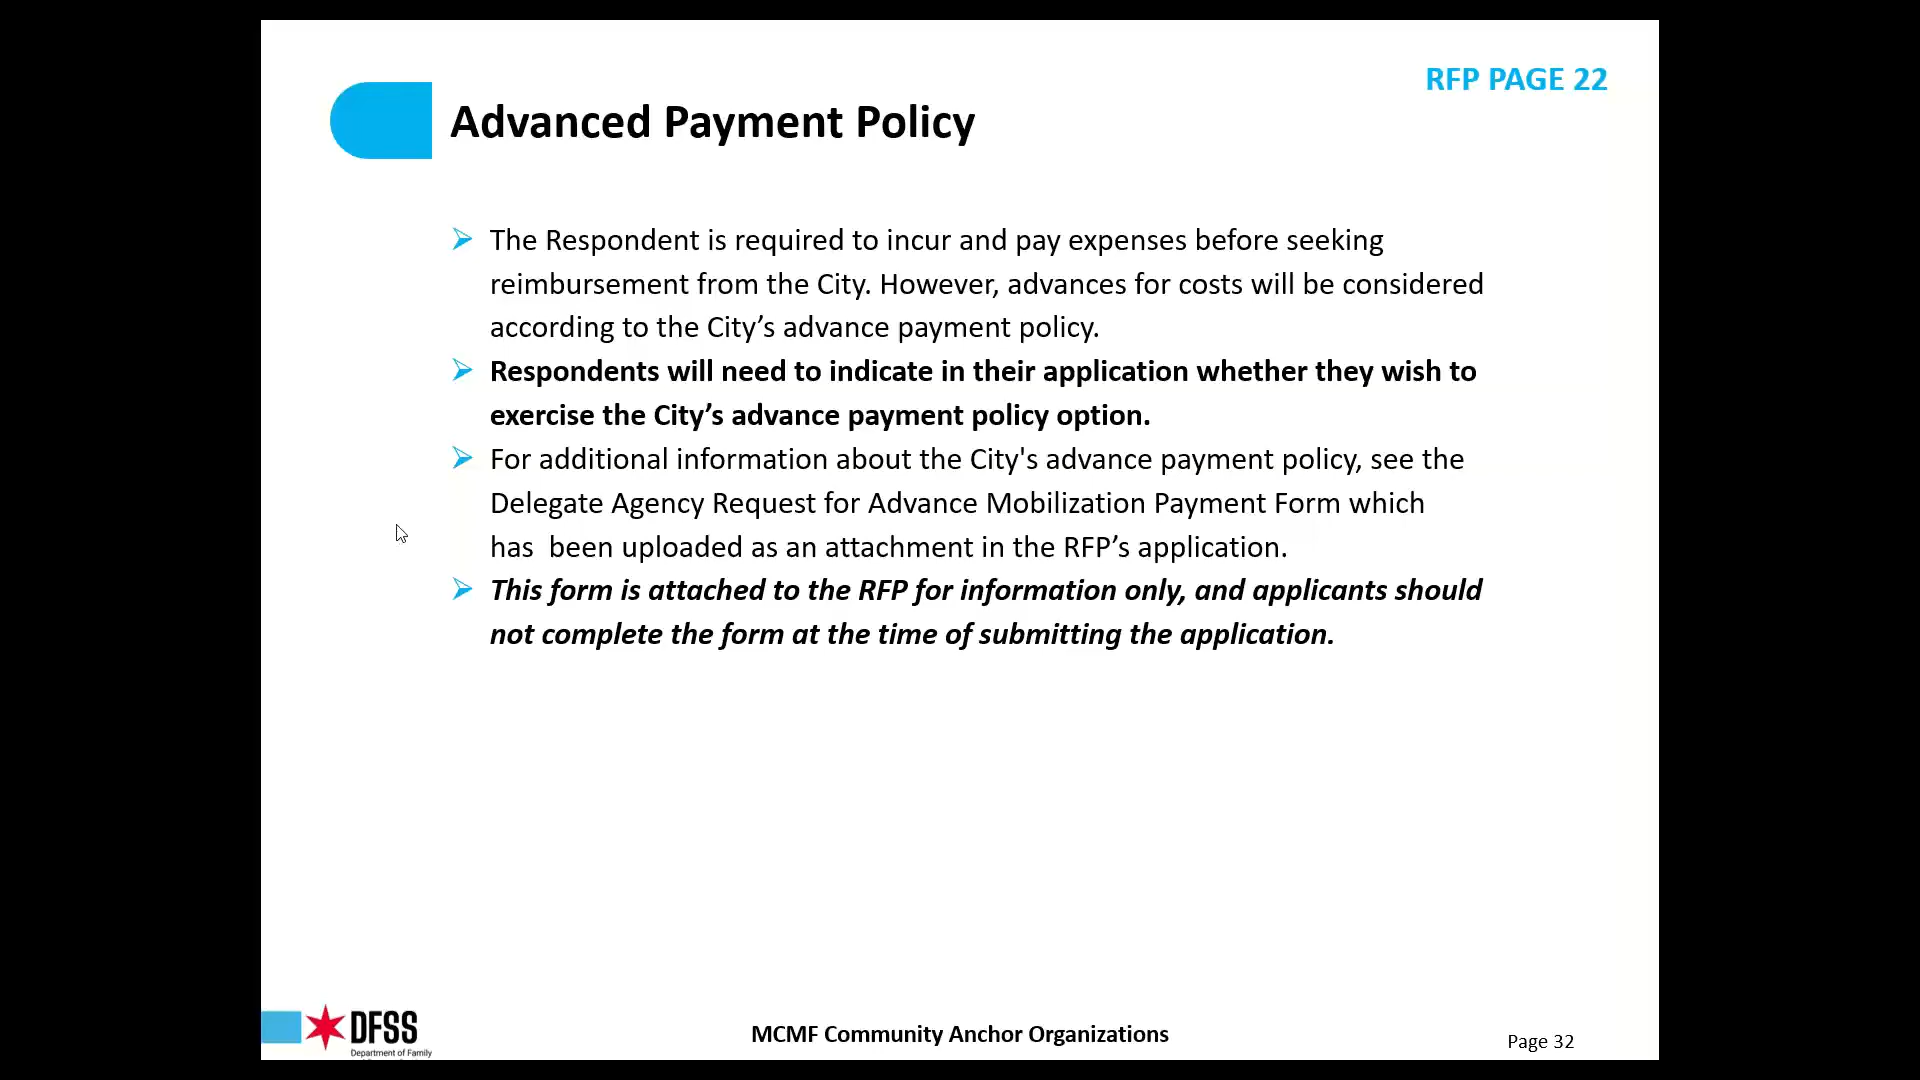 RFP PAGE 22
Advanced Payment Policy
The Respondent is required to incur and pay expenses before seeking
reimbursement from the City. However, advances for costs will be considered
according to the City’s advance payment policy.
Respondents will need to indicate in their application whether they wish to
exercise the City’s advance payment policy option.
For additional information about the City's advance payment policy, see the
Delegate Agency Request for Advance Mobilization Payment Form which
has  been uploaded as an attachment in the RFP’s application.
This form is attached to the RFP for information only, and applicants should
not complete the form at the time of submitting the application.
DFSS
Department of Family
MCMF Community Anchor Organizations
Page 32